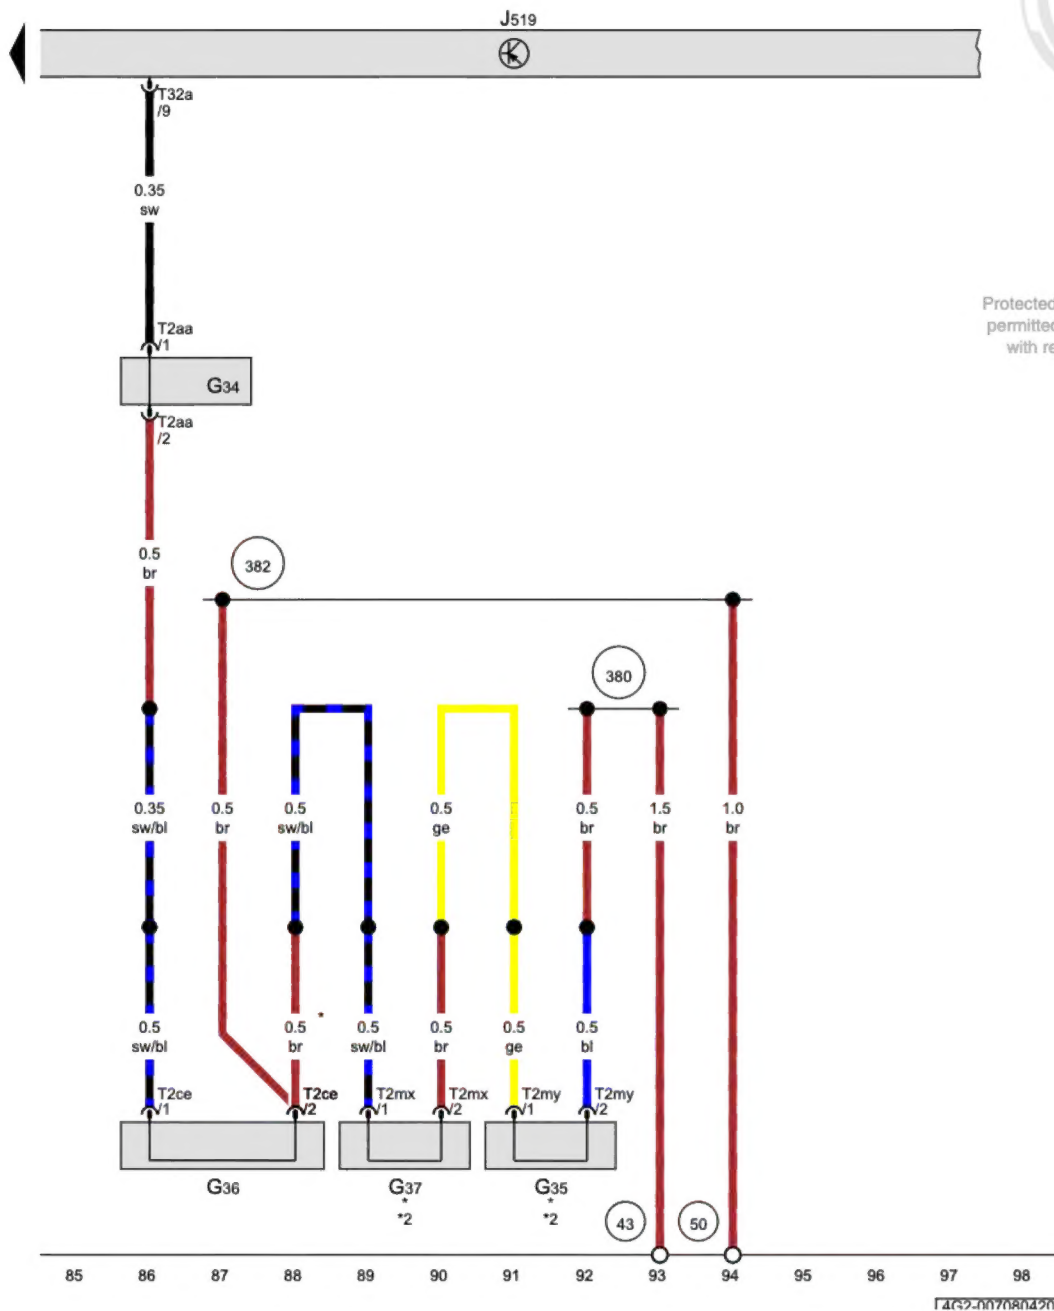 J519
T32a
/9
0.35
sw
Protected
permitted
with re
T2aa
/1
G34
T2aa
/2
0.5
br
382
380
0.35 0.5 0.5 0.5 0.5 1.5 1.0
sw/bl br sw/bl ge br br br
*
0.5 0.5 0.5 0.5 0.5 0.5
sw/bl br sw/bl br ge bl
T2ce T2ce T2mx T2mx T2my T2my
/1 /2 /1 /2 /1 /2
G36 G37 G35
* *
*2 *2
43 50
85 86 87 88 89 90 91 92 93 94 95 96 97 98
4G2-007080420